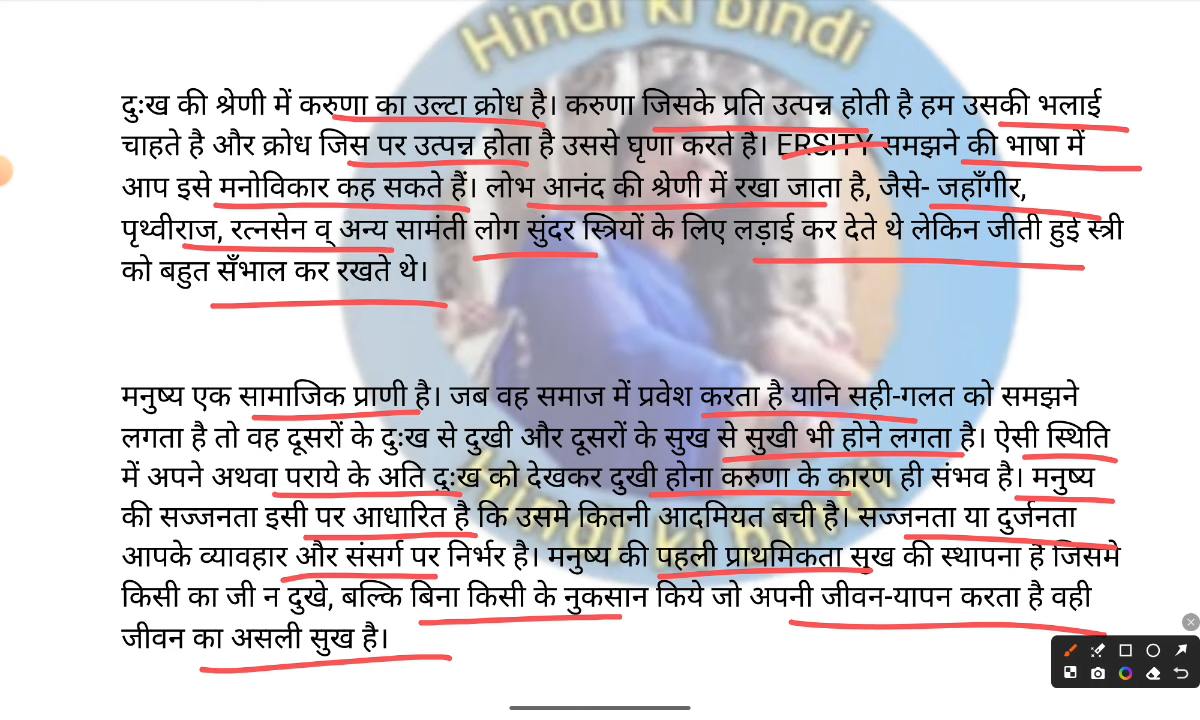 Hindi ki bindi
दुःख की श्रेणी में करुणा का उल्टा क्रोध है। करुणा जिसके प्रति उत्पन्न होती है हम उसकी भलाई
चाहते है और क्रोध जिस पर उत्पन्न होता है उससे घृणा करते है। ERSITY समझने की भाषा में
आप इसे मनोविकार कह सकते हैं। लोभ आनंद की श्रेणी में रखा जाता है, जैसे- जहाँगीर,
पृथ्वीराज, रत्नसेन व् अन्य सामंती लोग सुंदर स्त्रियों के लिए लड़ाई कर देते थे लेकिन जीती हुई स्त्री
को बहुत सँभाल कर रखते थे।
मनुष्य एक सामाजिक प्राणी है। जब वह समाज में प्रवेश करता है यानि सही-गलत को समझने
लगता है तो वह दूसरों के दुःख से दुखी और दूसरों के सुख से सुखी भी होने लगता है। ऐसी स्थिति
में अपने अथवा पराये के अति दुःख को देखकर दुखी होना करुणा के कारण ही संभव है। मनुष्य
की सज्जनता इसी पर आधारित है कि उसमे कितनी आदमियत बची है। सज्जनता या दुर्जनता
आपके व्यावहार और संसर्ग पर निर्भर है। मनुष्य की पहली प्राथमिकता सुख की स्थापना है जिसमे
किसी का जी न दुखे, बल्कि बिना किसी के नुकसान किये जो अपनी जीवन-यापन करता है वही
जीवन का असली सुख है।
Hindi ki bindi